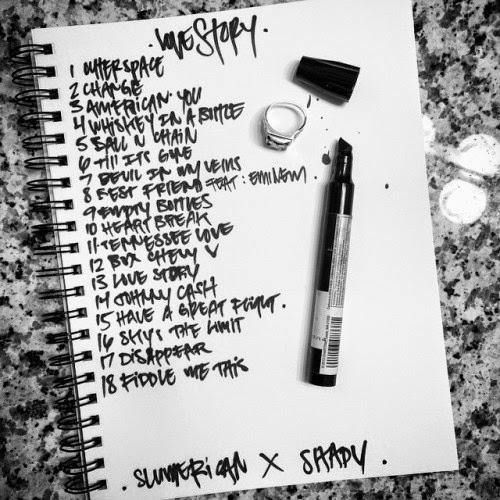 . LOVE STORY .
1 OUTERSPACE
2 CHANGE
3 AMERICAN YOU
4 WHISKEY IN A BOTTLE
5 BALL N CHAIN
6 TILL IT'S GONE
7 DEVIL IN MY VEINS
8 BEST FRIEND FEAT: EMINEM
9 EMPTY BOTTLES
10 HEART BREAK
11 TENNESSEE LOVE
12 BOX CHEVY V
13 LOVE STORY
14 JOHNNY CASH
15 HAVE A GREAT FLIGHT.
16 SKY'S THE LIMIT
17 DISAPPEAR
18 FIDDLE ME THIS
. SLUMERICAN X SHADY .